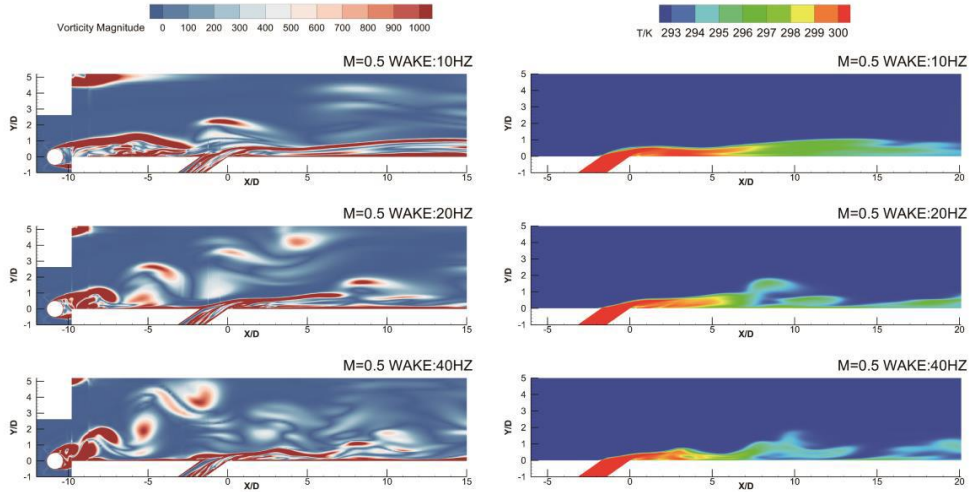 Vorticity Magnitude 0 100 200 300 400 500 600 700 800 900 1000
T/K 293 294 295 296 297 298 299 300
M=0.5 WAKE:10HZ
Y/D
5
4
3
2
1
0
-1
-10 -5 0 5 10 15
X/D
M=0.5 WAKE:10HZ
Y/D
5
4
3
2
1
0
-1
-5 0 5 10 15 20
X/D
M=0.5 WAKE:20HZ
Y/D
5
4
3
2
1
0
-1
-10 -5 0 5 10 15
X/D
M=0.5 WAKE:20HZ
Y/D
5
4
3
2
1
0
-1
-5 0 5 10 15 20
X/D
M=0.5 WAKE:40HZ
Y/D
5
4
3
2
1
0
-1
-10 -5 0 5 10 15
X/D
M=0.5 WAKE:40HZ
Y/D
5
4
3
2
1
0
-1
-5 0 5 10 15 20
X/D